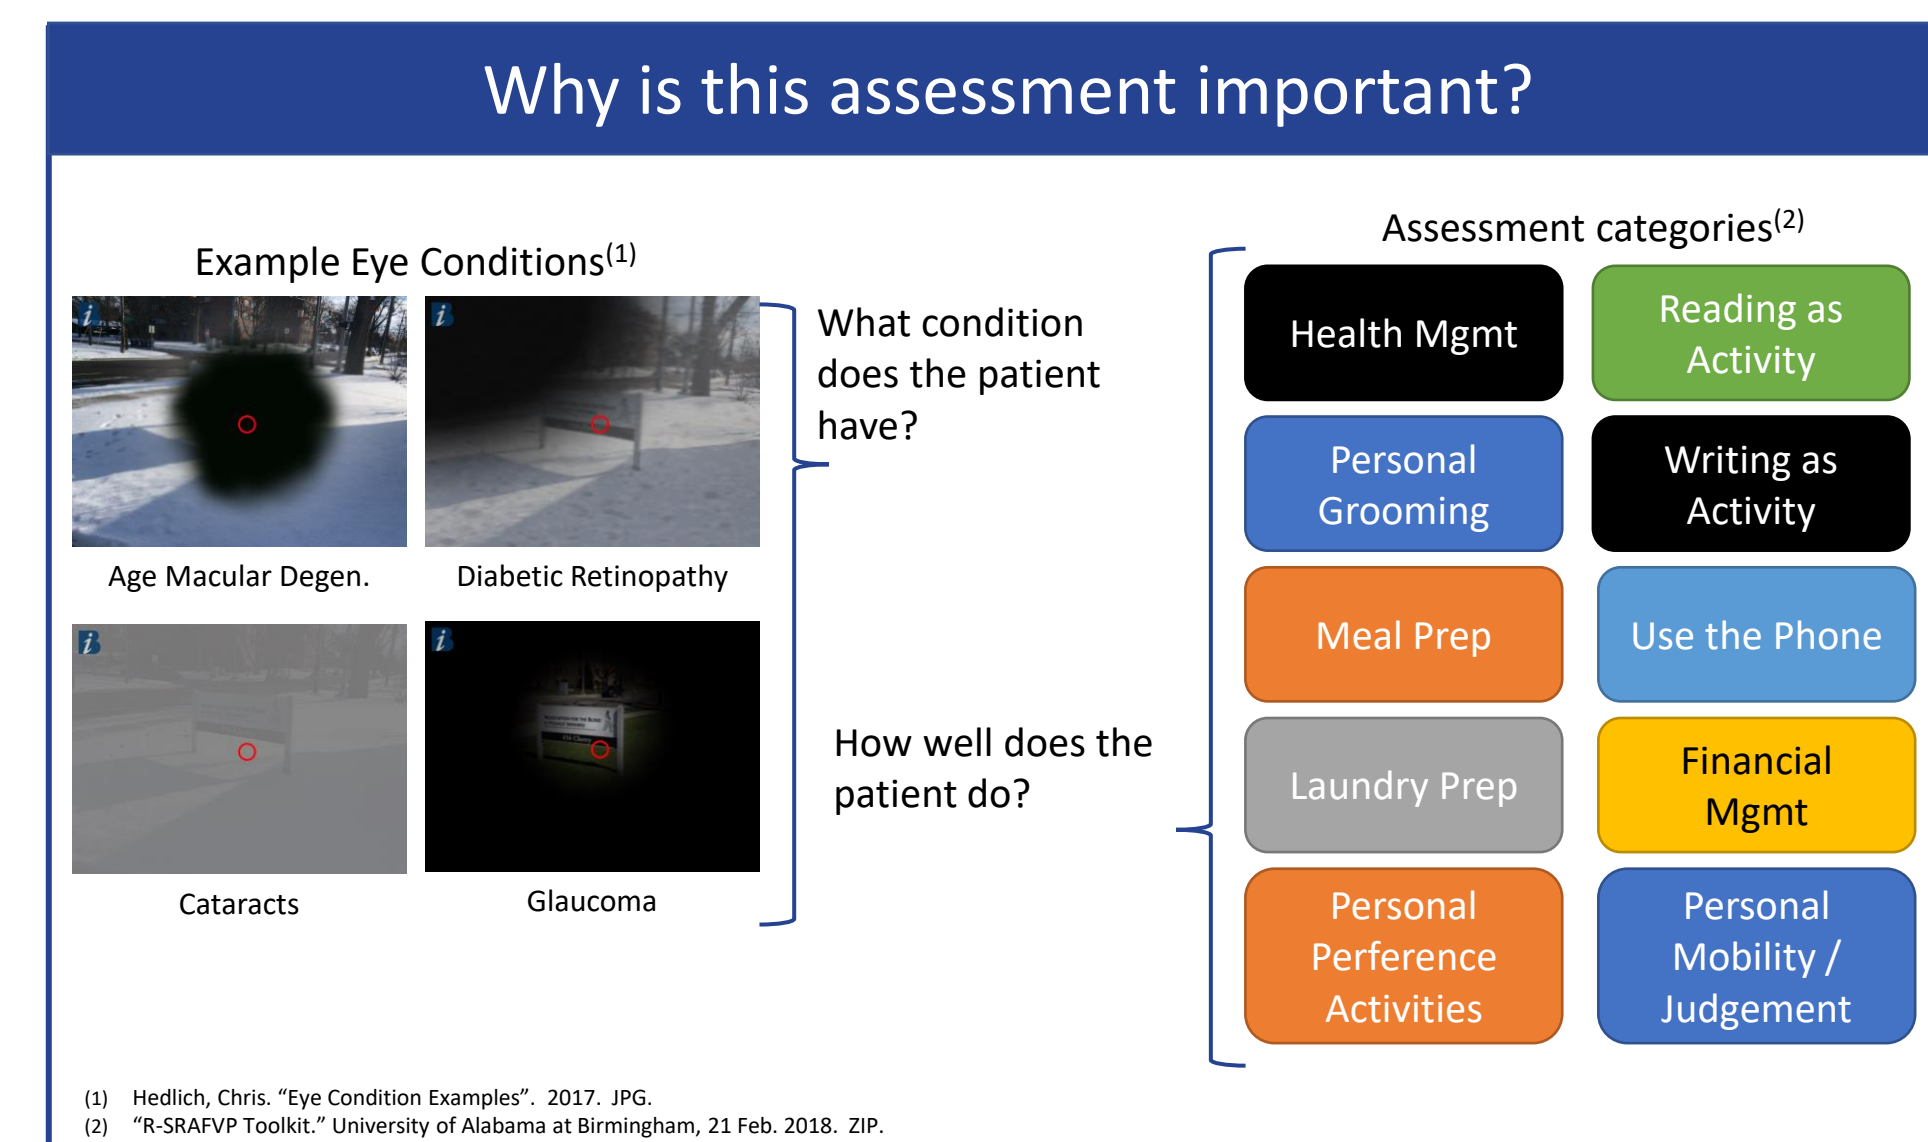 Why is this assessment important?
Example Eye Conditions(1)
Age Macular Degen.
Diabetic Retinopathy
Cataracts
Glaucoma
What condition
does the patient
have?
How well does the
patient do?
Assessment categories(2)
Health Mgmt
Reading as
Activity
Personal
Grooming
Writing as
Activity
Meal Prep
Use the Phone
Laundry Prep
Financial
Mgmt
Personal
Perference
Activities
Personal
Mobility /
Judgement
(1) Hedlich, Chris. “Eye Condition Examples”. 2017. JPG.
(2) “R-SRAFVP Toolkit.” University of Alabama at Birmingham, 21 Feb. 2018. ZIP.